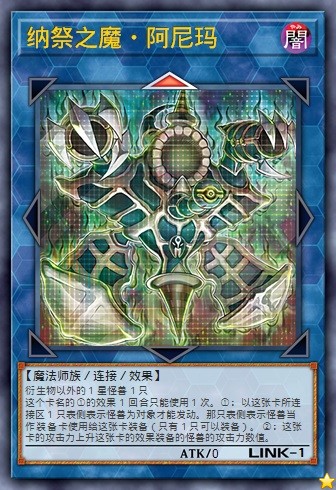 纳祭之魔・阿尼玛
闇
【魔法师族／连接／效果】
衍生物以外的1星怪兽1只
这个卡名的①的效果1回合只能使用1次。①：以这张卡所连
接区1只表侧表示怪兽为对象才能发动。那只表侧表示怪兽当
作装备卡使用给这张卡装备（只有1只可以装备）。②：这张
卡的攻击力上升这张卡的效果装备的怪兽的攻击力数值。
ATK/0 LINK-1